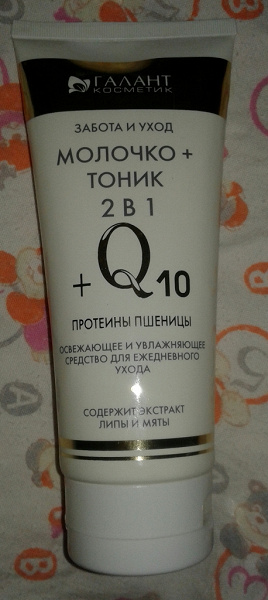 ГАЛАНТ
КОСМЕТИК
ЗАБОТА И УХОД
МОЛОЧКО +
ТОНИК
2 В 1
+Q10
ПРОТЕИНЫ ПШЕНИЦЫ
ОСВЕЖАЮЩЕЕ И УВЛАЖНЯЮЩЕЕ
СРЕДСТВО ДЛЯ ЕЖЕДНЕВНОГО
УХОДА
СОДЕРЖИТ ЭКСТРАКТ
ЛИПЫ И МЯТЫ